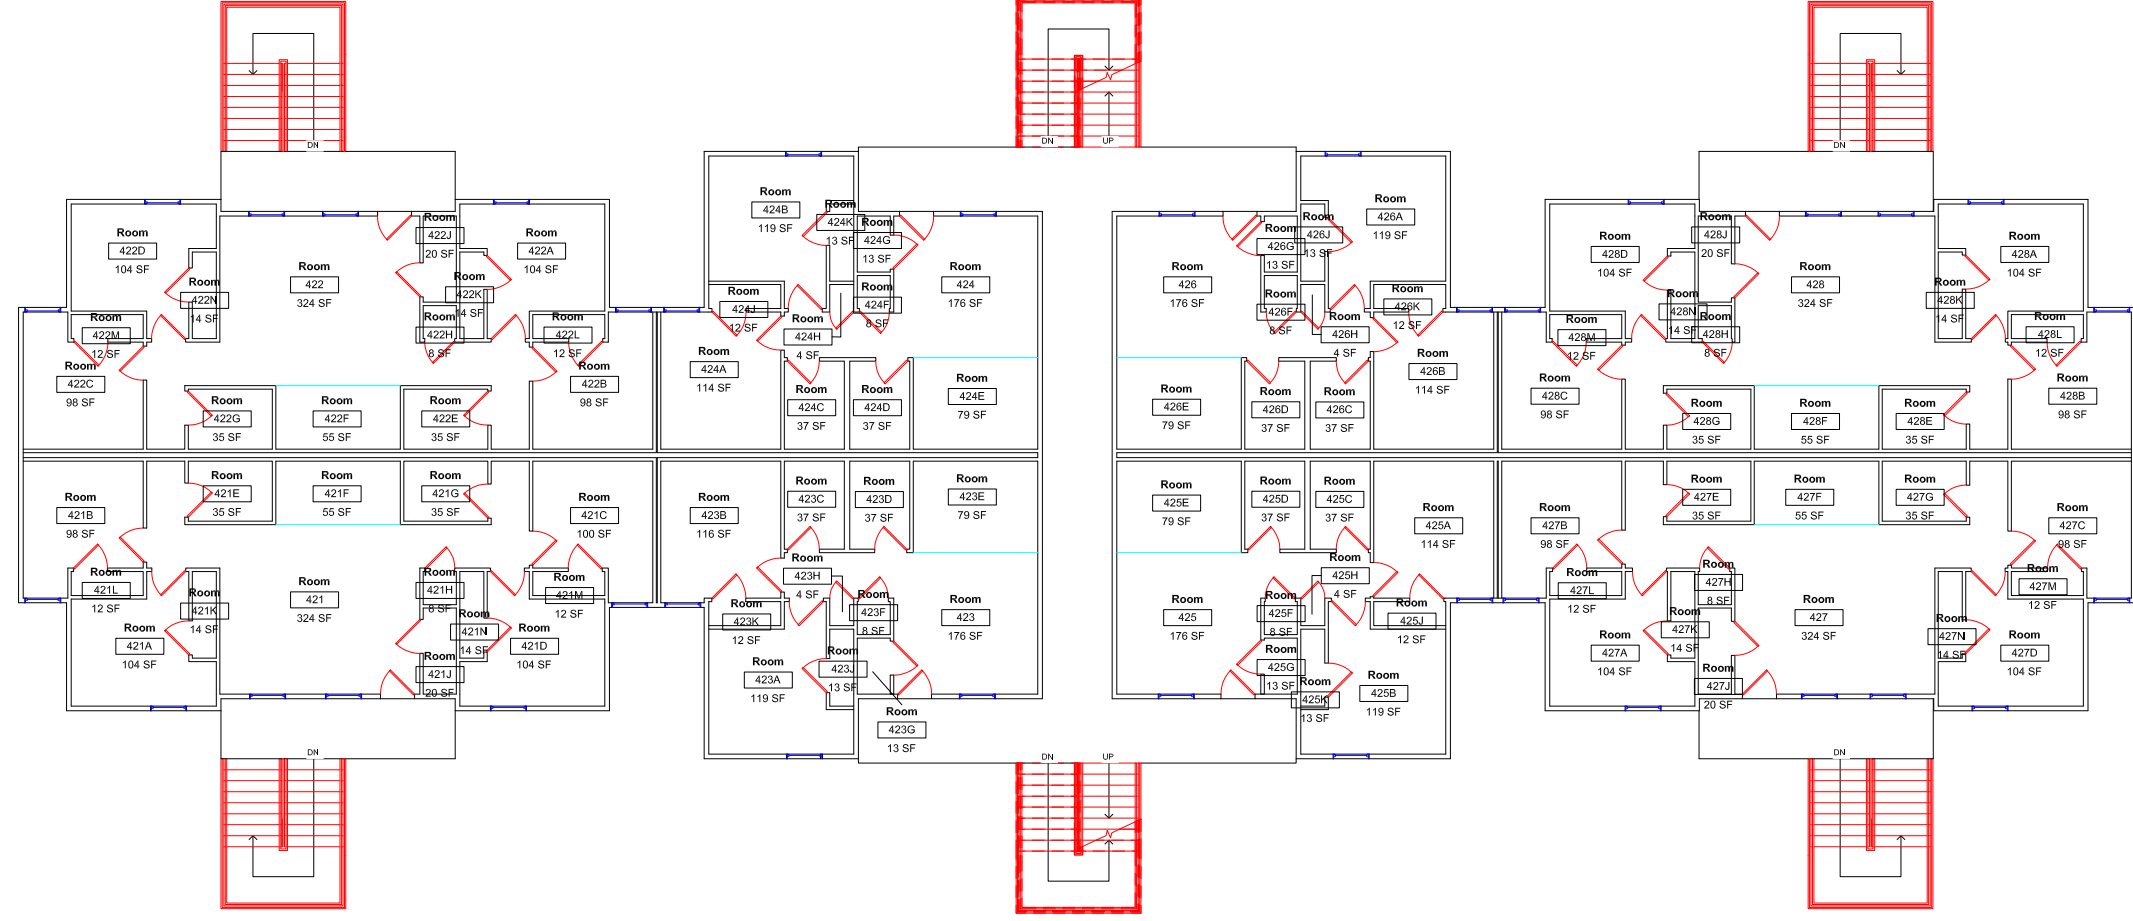 DN
DN
UP
DN
Room
422D
104 SF
Room
422N
14 SF
Room
422M
12 SF
Room
422C
98 SF
Room
422
324 SF
Room
422J
20 SF
Room
422K
14 SF
Room
422H
8 SF
Room
422A
104 SF
Room
422L
12 SF
Room
422B
98 SF
Room
422G
35 SF
Room
422F
55 SF
Room
422E
35 SF
Room
424B
119 SF
Room
424K
13 SF
Room
424G
13 SF
Room
424J
12 SF
Room
424F
8 SF
Room
424H
4 SF
Room
424
176 SF
Room
424A
114 SF
Room
424C
37 SF
Room
424D
37 SF
Room
424E
79 SF
Room
426
176 SF
Room
426G
13 SF
Room
426J
13 SF
Room
426A
119 SF
Room
426F
8 SF
Room
426H
4 SF
Room
426K
12 SF
Room
426B
114 SF
Room
426E
79 SF
Room
426D
37 SF
Room
426C
37 SF
Room
428D
104 SF
Room
428J
20 SF
Room
428N
14 SF
Room
428M
12 SF
Room
428H
8 SF
Room
428
324 SF
Room
428K
14 SF
Room
428A
104 SF
Room
428L
12 SF
Room
428C
98 SF
Room
428B
98 SF
Room
428G
35 SF
Room
428F
55 SF
Room
428E
35 SF
Room
421B
98 SF
Room
421E
35 SF
Room
421F
55 SF
Room
421G
35 SF
Room
421C
100 SF
Room
421L
12 SF
Room
421K
14 SF
Room
421A
104 SF
Room
421
324 SF
Room
421H
8 SF
Room
421N
14 SF
Room
421J
20 SF
Room
421M
12 SF
Room
421D
104 SF
Room
423B
116 SF
Room
423C
37 SF
Room
423D
37 SF
Room
423E
79 SF
Room
423H
4 SF
Room
423K
12 SF
Room
423F
8 SF
Room
423
176 SF
Room
423A
119 SF
Room
423J
13 SF
Room
423G
13 SF
Room
425E
79 SF
Room
425D
37 SF
Room
425C
37 SF
Room
425A
114 SF
Room
425H
4 SF
Room
425F
8 SF
Room
425J
12 SF
Room
425
176 SF
Room
425G
13 SF
Room
425K
13 SF
Room
425B
119 SF
Room
427B
98 SF
Room
427E
35 SF
Room
427F
55 SF
Room
427G
35 SF
Room
427C
98 SF
Room
427L
12 SF
Room
427H
8 SF
Room
427K
14 SF
Room
427A
104 SF
Room
427J
20 SF
Room
427
324 SF
Room
427M
12 SF
Room
427N
14 SF
Room
427D
104 SF
DN
DN
UP
DN